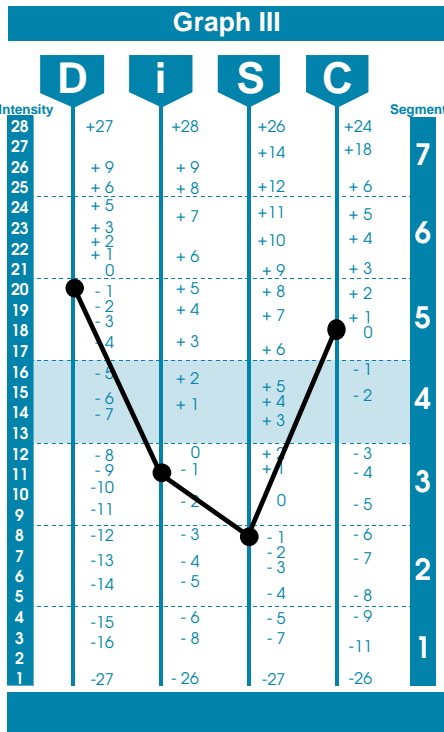 Graph III
D i S C
Intensity Segment
28 +27 +28 +26 +24
27 +14 +18 7
26 + 9 + 9
25 + 6 + 8 +12 + 6
24 + 5 + 7 +11 + 5
23 + 3 6
22 + 2 +10 + 4
+ 1 + 6
21 0 + 9 + 3
20 - 1 + 5 + 8 + 2
19 - 2 + 4 + 7 + 1 5
18 - 3 0
17 - 4 + 3 + 6
16 - 5 + 2 - 1
15 - 6 + 5 - 2 4
14 - 7 + 1 + 4
13 + 3
12 - 8 0 + 2 - 3
11 - 9 - 1 + 1 - 4 3
10 -10 - 2 0 - 5
9 -11
8 -12 - 3 - 1 - 6
7 -13 - 4 - 2 - 7 2
6 -14 - 5 - 3
5 - 4 - 8
4 -15 - 6 - 5 - 9
3 -16 - 8 - 7 1
2 -11
1 -27 - 26 -27 -26